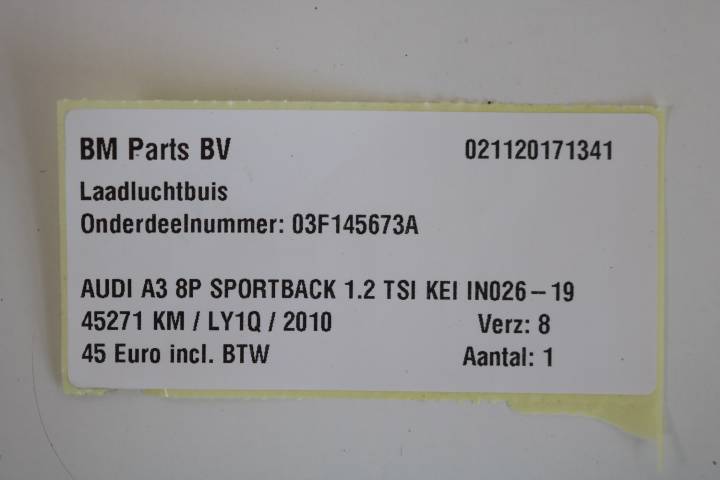 BM Parts BV 021120171341
Laadluchtbuis
Onderdeelnummer: 03F145673A
AUDI A3 8P SPORTBACK 1.2 TSI KEI IN026-19
45271 KM / LY1Q / 2010 Verz: 8
45 Euro incl. BTW Aantal: 1